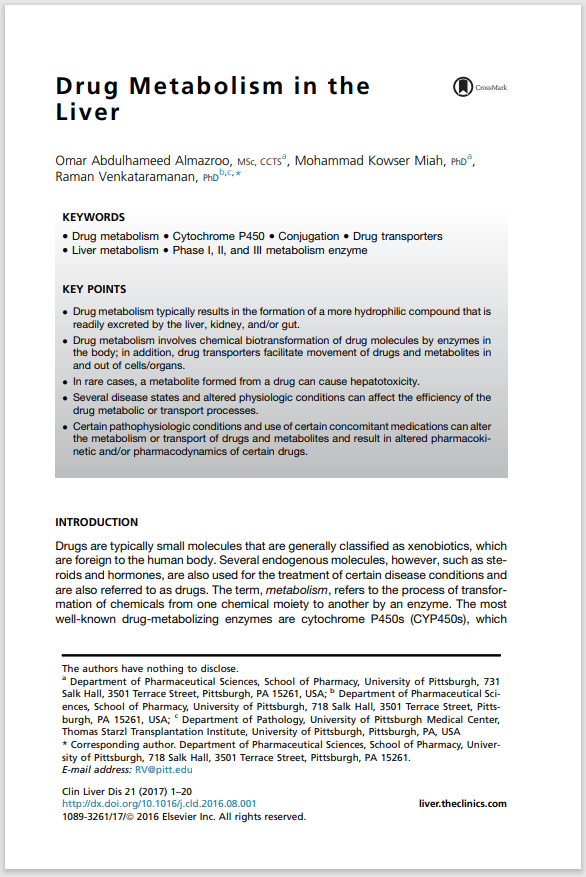 Drug Metabolism in the
Liver
CrossMark
Omar Abdulhameed Almazroo, MSc, CCTSa, Mohammad Kowser Miah, PhDa,
Raman Venkataramanan, PhDb,c,*
KEYWORDS
• Drug metabolism • Cytochrome P450 • Conjugation • Drug transporters
• Liver metabolism • Phase I, II, and III metabolism enzyme
KEY POINTS
• Drug metabolism typically results in the formation of a more hydrophilic compound that is
readily excreted by the liver, kidney, and/or gut.
• Drug metabolism involves chemical biotransformation of drug molecules by enzymes in
the body; in addition, drug transporters facilitate movement of drugs and metabolites in
and out of cells/organs.
• In rare cases, a metabolite formed from a drug can cause hepatotoxicity.
• Several disease states and altered physiologic conditions can affect the efficiency of the
drug metabolic or transport processes.
• Certain pathophysiologic conditions and use of certain concomitant medications can alter
the metabolism or transport of drugs and metabolites and result in altered pharmacoki-
netic and/or pharmacodynamics of certain drugs.
INTRODUCTION
Drugs are typically small molecules that are generally classified as xenobiotics, which
are foreign to the human body. Several endogenous molecules, however, such as ste-
roids and hormones, are also used for the treatment of certain disease conditions and
are also referred to as drugs. The term, metabolism, refers to the process of transfor-
mation of chemicals from one chemical moiety to another by an enzyme. The most
well-known drug-metabolizing enzymes are cytochrome P450s (CYP450s), which
The authors have nothing to disclose.
a Department of Pharmaceutical Sciences, School of Pharmacy, University of Pittsburgh, 731
Salk Hall, 3501 Terrace Street, Pittsburgh, PA 15261, USA; b Department of Pharmaceutical Sci-
ences, School of Pharmacy, University of Pittsburgh, 718 Salk Hall, 3501 Terrace Street, Pitts-
burgh, PA 15261, USA; c Department of Pathology, University of Pittsburgh Medical Center,
Thomas Starzl Transplantation Institute, University of Pittsburgh, Pittsburgh, PA, USA
* Corresponding author. Department of Pharmaceutical Sciences, School of Pharmacy, Univer-
sity of Pittsburgh, 718 Salk Hall, 3501 Terrace Street, Pittsburgh, PA 15261.
E-mail address: RV@pitt.edu
Clin Liver Dis 21 (2017) 1–20
http://dx.doi.org/10.1016/j.cld.2016.08.001
liver.theclinics.com
1089-3261/17/© 2016 Elsevier Inc. All rights reserved.